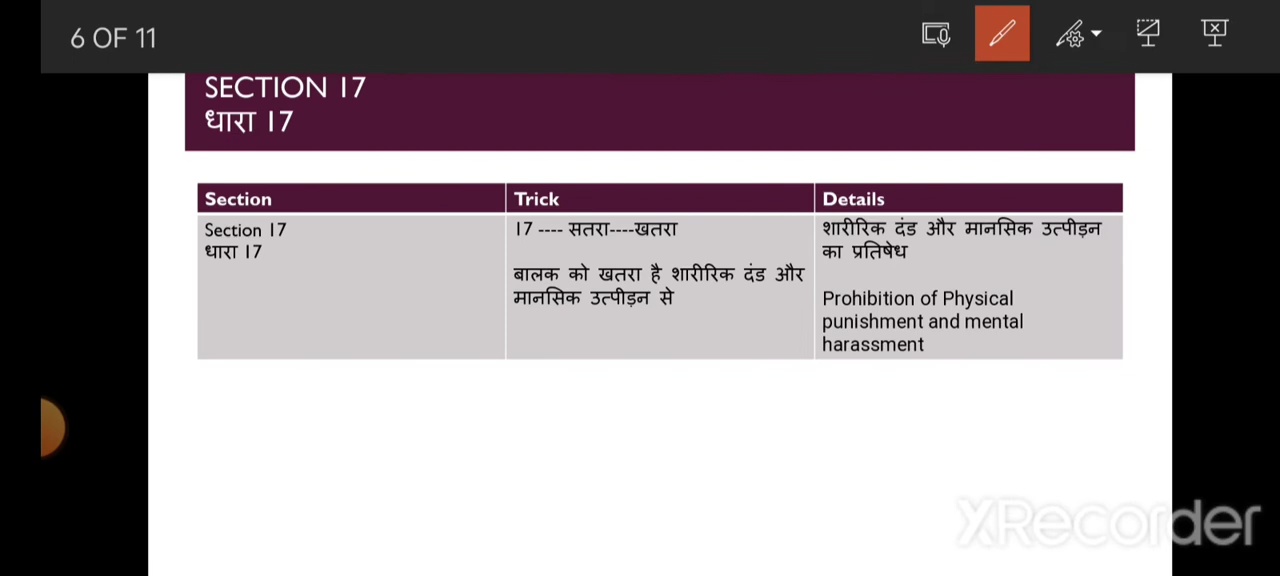 6 OF 11
SECTION 17
धारा 17
Section
Trick
Details
Section 17
धारा 17
17 ---- सतरा----खतरा
बालक को खतरा है शारीरिक दंड और
मानसिक उत्पीड़न से
शारीरिक दंड और मानसिक उत्पीड़न
का प्रतिषेध
Prohibition of Physical
punishment and mental
harassment
XRecorder